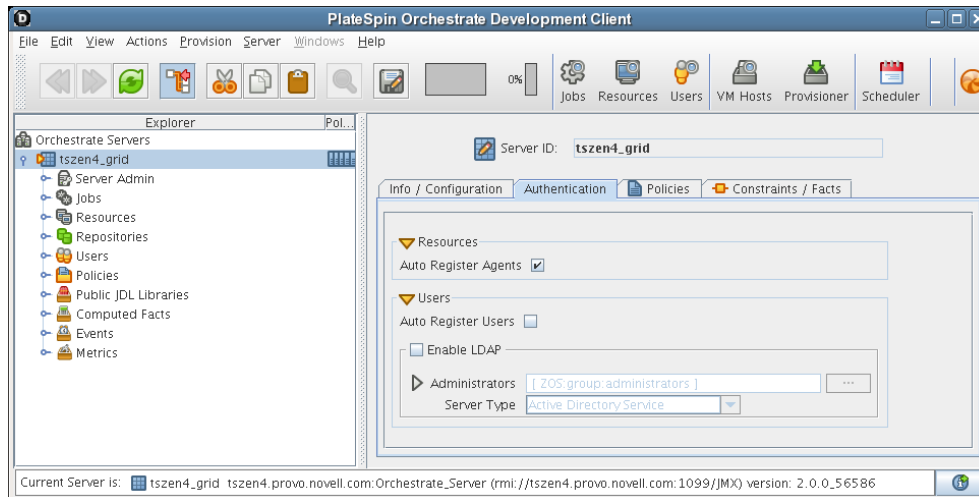 PlateSpin Orchestrate Development Client
File Edit View Actions Provision Server Windows Help
0%
Jobs Resources Users VM Hosts Provisioner Scheduler
Explorer Pol...
Orchestrate Servers
tszen4_grid
Server Admin
Jobs
Resources
Repositories
Users
Policies
Public JDL Libraries
Computed Facts
Events
Metrics
Server ID: tszen4_grid
Info / Configuration Authentication Policies Constraints / Facts
Resources
Auto Register Agents
Users
Auto Register Users
Enable LDAP
Administrators [ ZOS:group:administrators ] ...
Server Type Active Directory Service
Current Server is: tszen4_grid tszen4.provo.novell.com:Orchestrate_Server (rmi://tszen4.provo.novell.com:1099/JMX) version: 2.0.0_56586